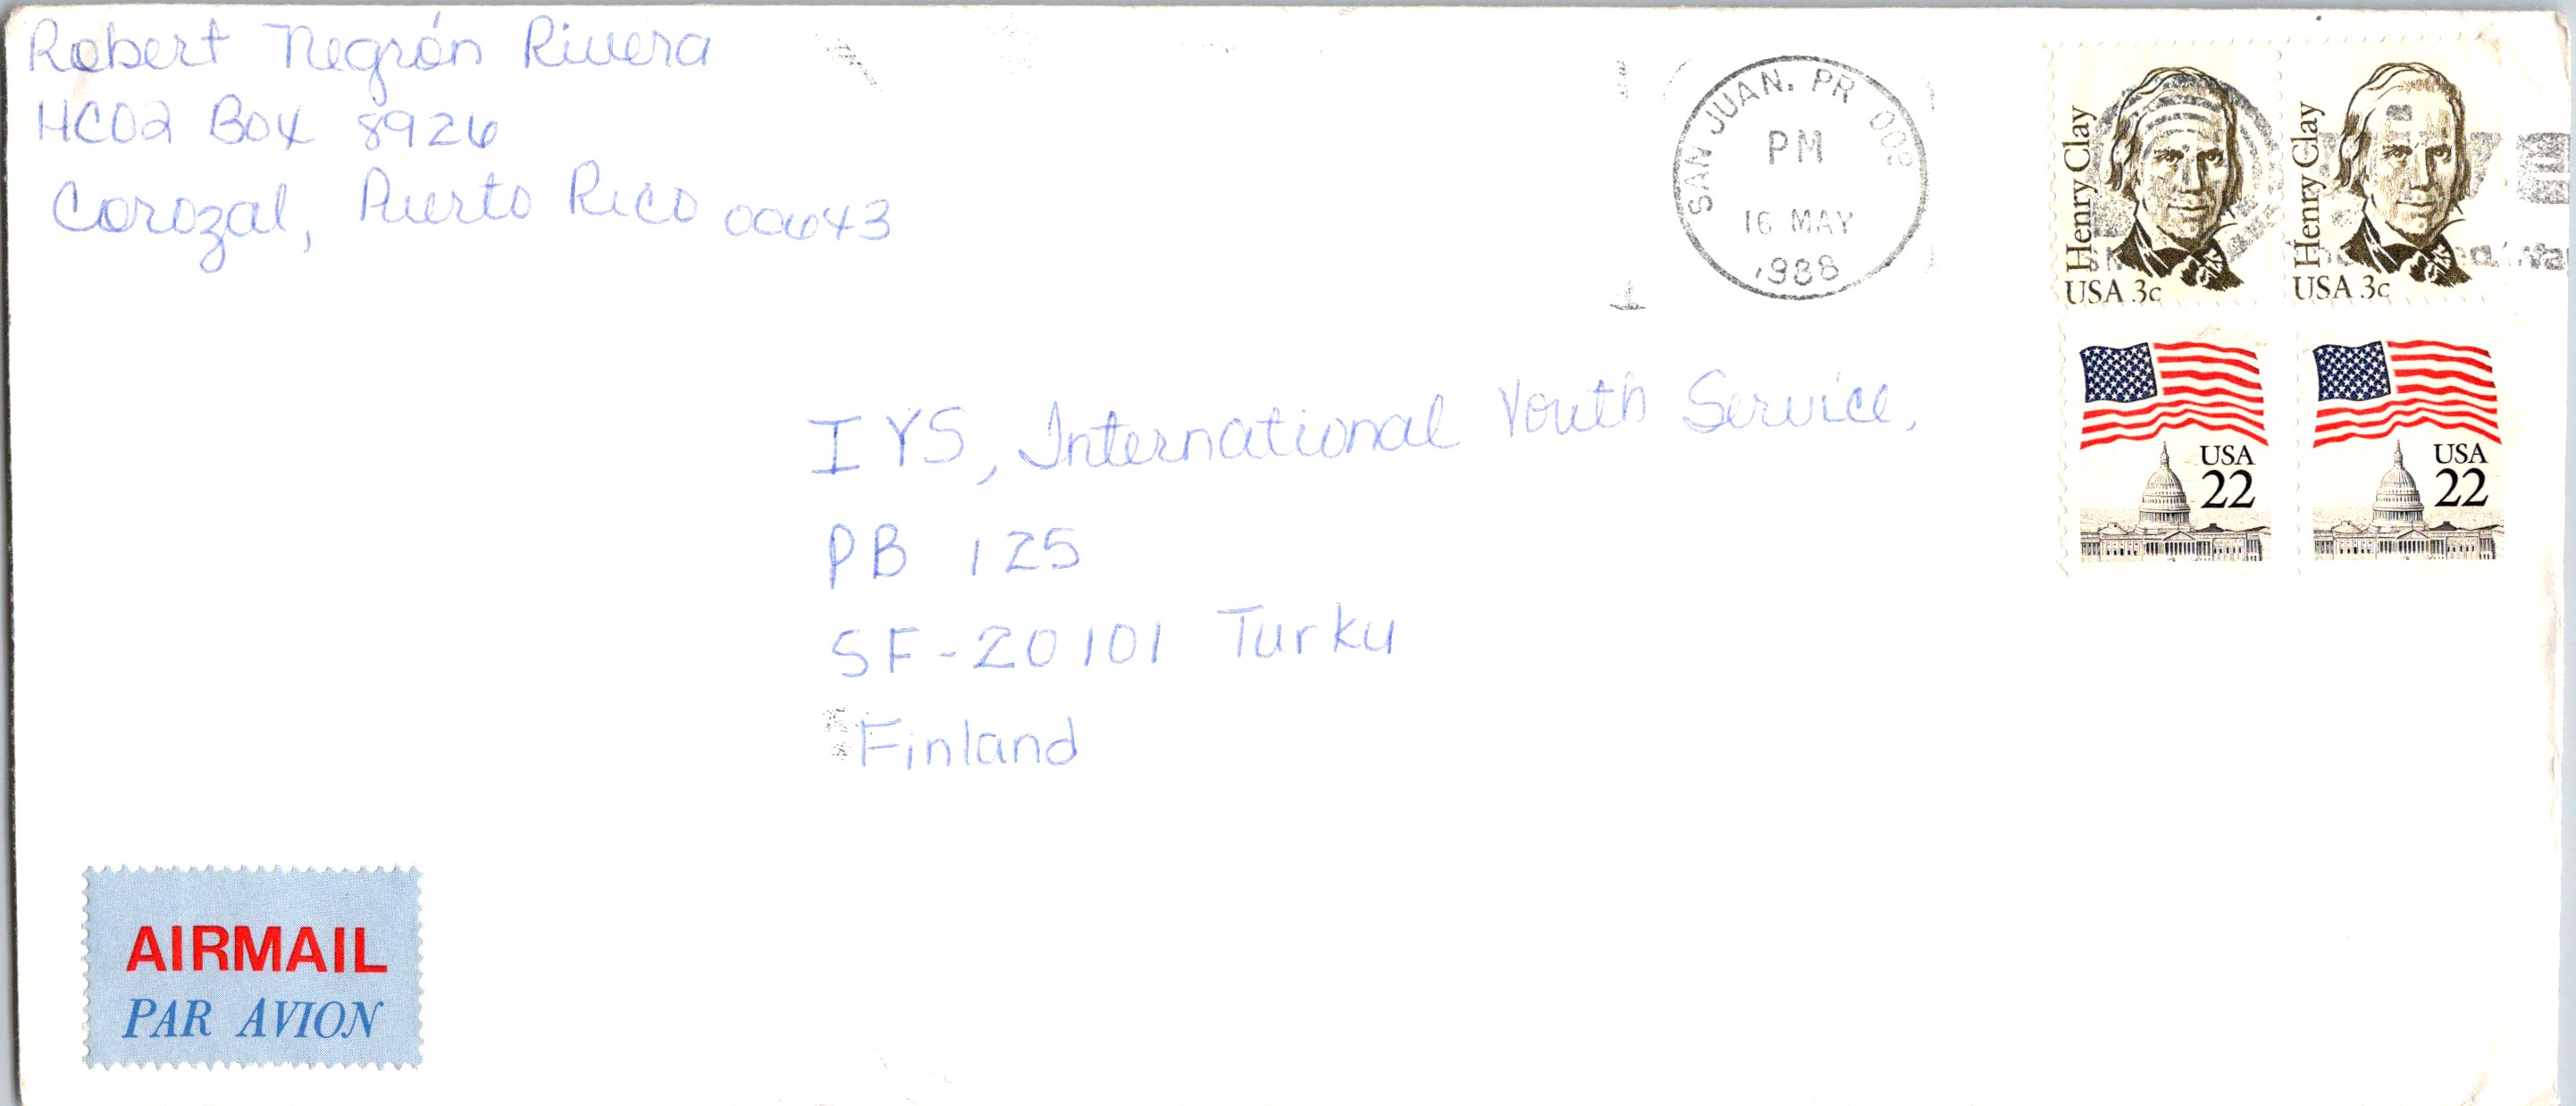 Robert Negrón Rivera
HC02 Box 8926
Corozal, Puerto Rico 00643
SAN JUAN, PR 009
PM
16 MAY
1988
Henry Clay
USA 3c
Henry Clay
USA 3c
USA
22
USA
22
IYS, International Youth Service,
PB 125
SF-20101 Turku
Finland
AIRMAIL
PAR AVION